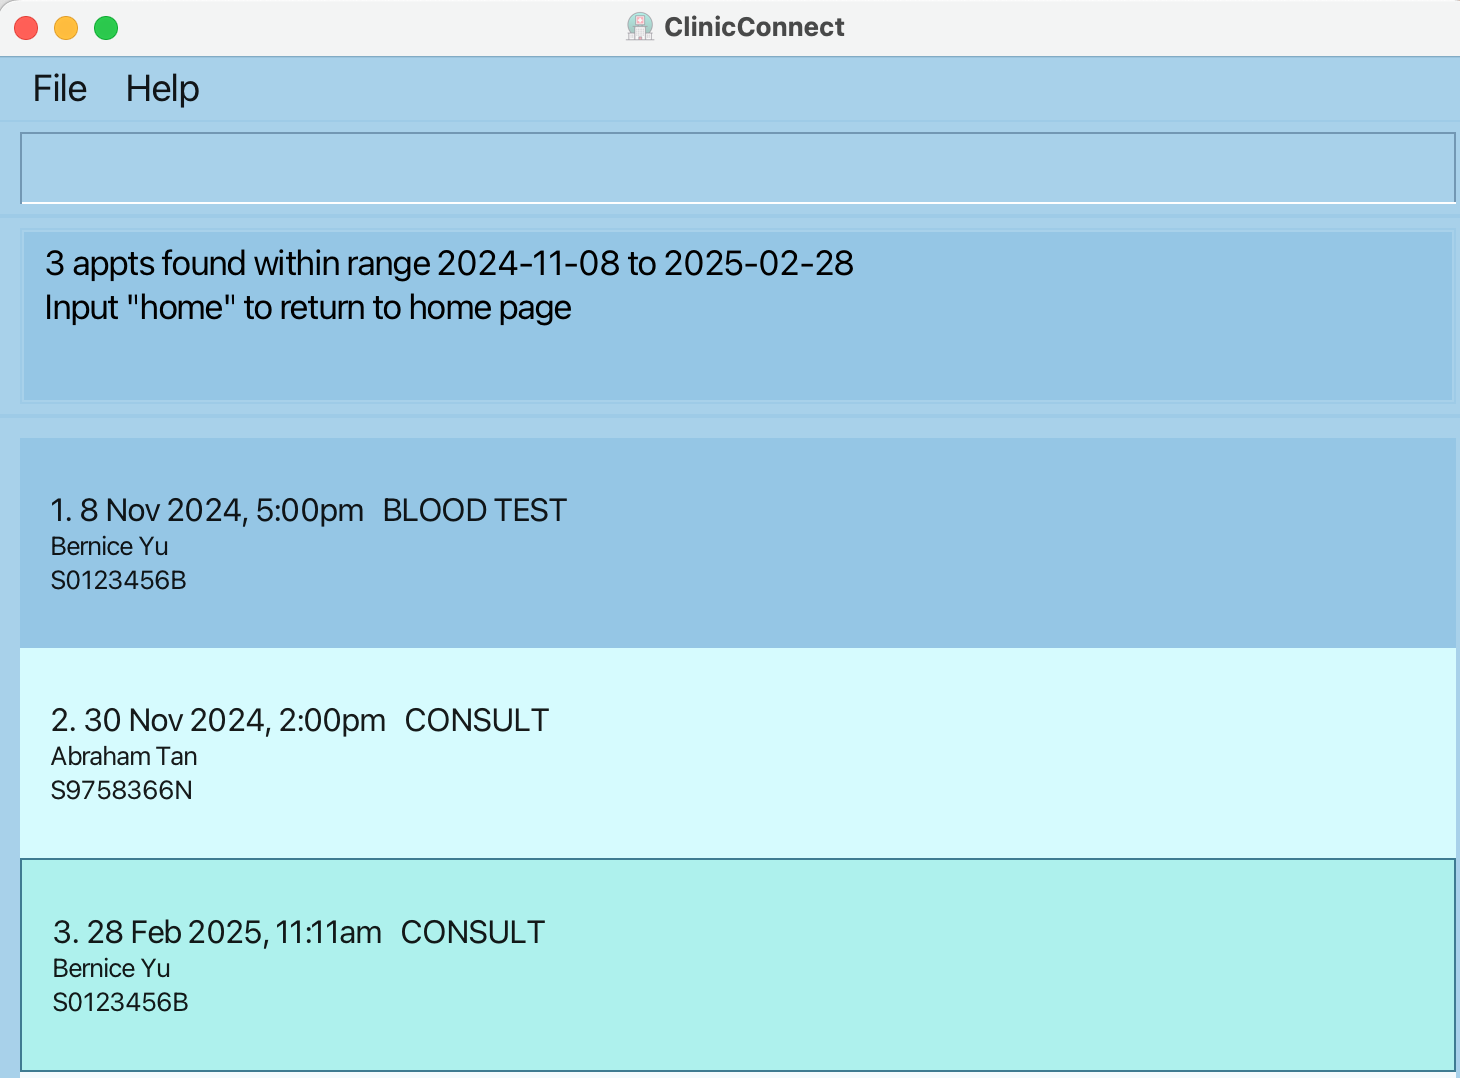 ClinicConnect
File Help
3 appts found within range 2024-11-08 to 2025-02-28
Input "home" to return to home page
1. 8 Nov 2024, 5:00pm BLOOD TEST
Bernice Yu
S0123456B
2. 30 Nov 2024, 2:00pm CONSULT
Abraham Tan
S9758366N
3. 28 Feb 2025, 11:11am CONSULT
Bernice Yu
S0123456B